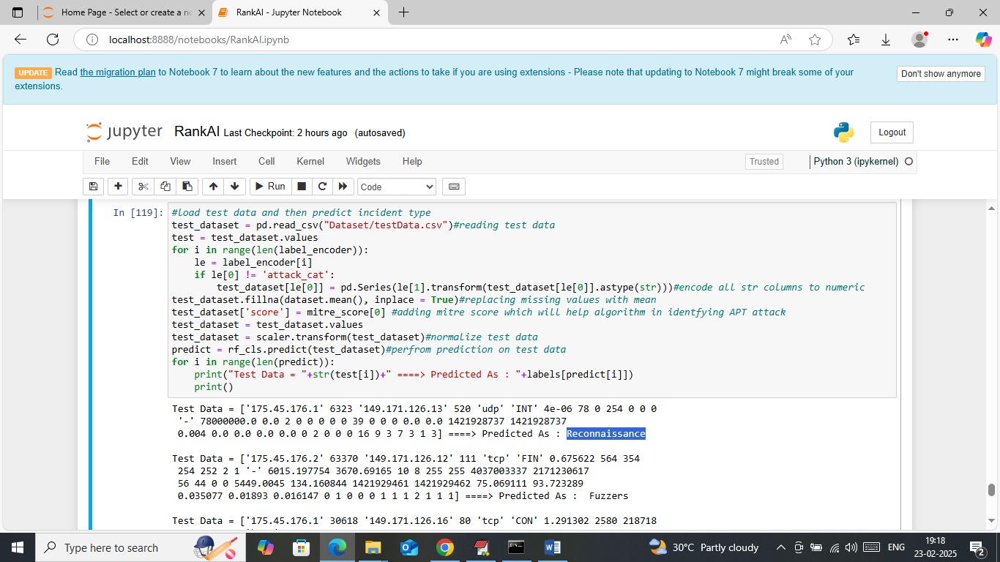 Home Page - Select or create a n
RankAI - Jupyter Notebook
localhost:8888/notebooks/RankAI.ipynb
UPDATE Read the migration plan to Notebook 7 to learn about the new features and the actions to take if you are using extensions - Please note that updating to Notebook 7 might break some of your
extensions.
Don't show anymore
jupyter RankAI Last Checkpoint: 2 hours ago (autosaved)
Logout
File Edit View Insert Cell Kernel Widgets Help
Trusted
Python 3 (ipykernel)
Run
Code
In [119]:
#load test data and then predict incident type
test_dataset = pd.read_csv("Dataset/testData.csv")#reading test data
test = test_dataset.values
for i in range(len(label_encoder)):
    le = label_encoder[i]
    if le[0] != 'attack_cat':
        test_dataset[le[0]] = pd.Series(le[1].transform(test_dataset[le[0]].astype(str)))#encode all str columns to numeric
test_dataset.fillna(dataset.mean(), inplace = True)#replacing missing values with mean
test_dataset['score'] = mitre_score[0] #adding mitre score which will help algorithm in identfying APT attack
test_dataset = test_dataset.values
test_dataset = scaler.transform(test_dataset)#normalize test data
predict = rf_cls.predict(test_dataset)#perfrom prediction on test data
for i in range(len(predict)):
    print("Test Data = "+str(test[i])+" ====> Predicted As : "+labels[predict[i]])
    print()
Test Data = ['175.45.176.1' 6323 '149.171.126.13' 520 'udp' 'INT' 4e-06 78 0 254 0 0 0
 '-' 78000000.0 0.0 2 0 0 0 0 0 39 0 0 0 0.0 0.0 1421928737 1421928737
 0.004 0.0 0.0 0.0 0.0 0 2 0 0 0 16 9 3 7 3 1 3] ====> Predicted As : Reconnaissance
Test Data = ['175.45.176.2' 63370 '149.171.126.12' 111 'tcp' 'FIN' 0.675622 564 354
 254 252 2 1 '-' 6015.197754 3670.69165 10 8 255 255 4037003337 2171230617
 56 44 0 0 5449.0045 134.160844 1421929461 1421929462 75.069111 93.723289
 0.035077 0.01893 0.016147 0 1 0 0 0 1 1 1 2 1 1 1] ====> Predicted As :  Fuzzers
Test Data = ['175.45.176.1' 30618 '149.171.126.16' 80 'tcp' 'CON' 1.291302 2580 218718
Type here to search
30°C Partly cloudy
ENG
19:18
23-02-2025
2